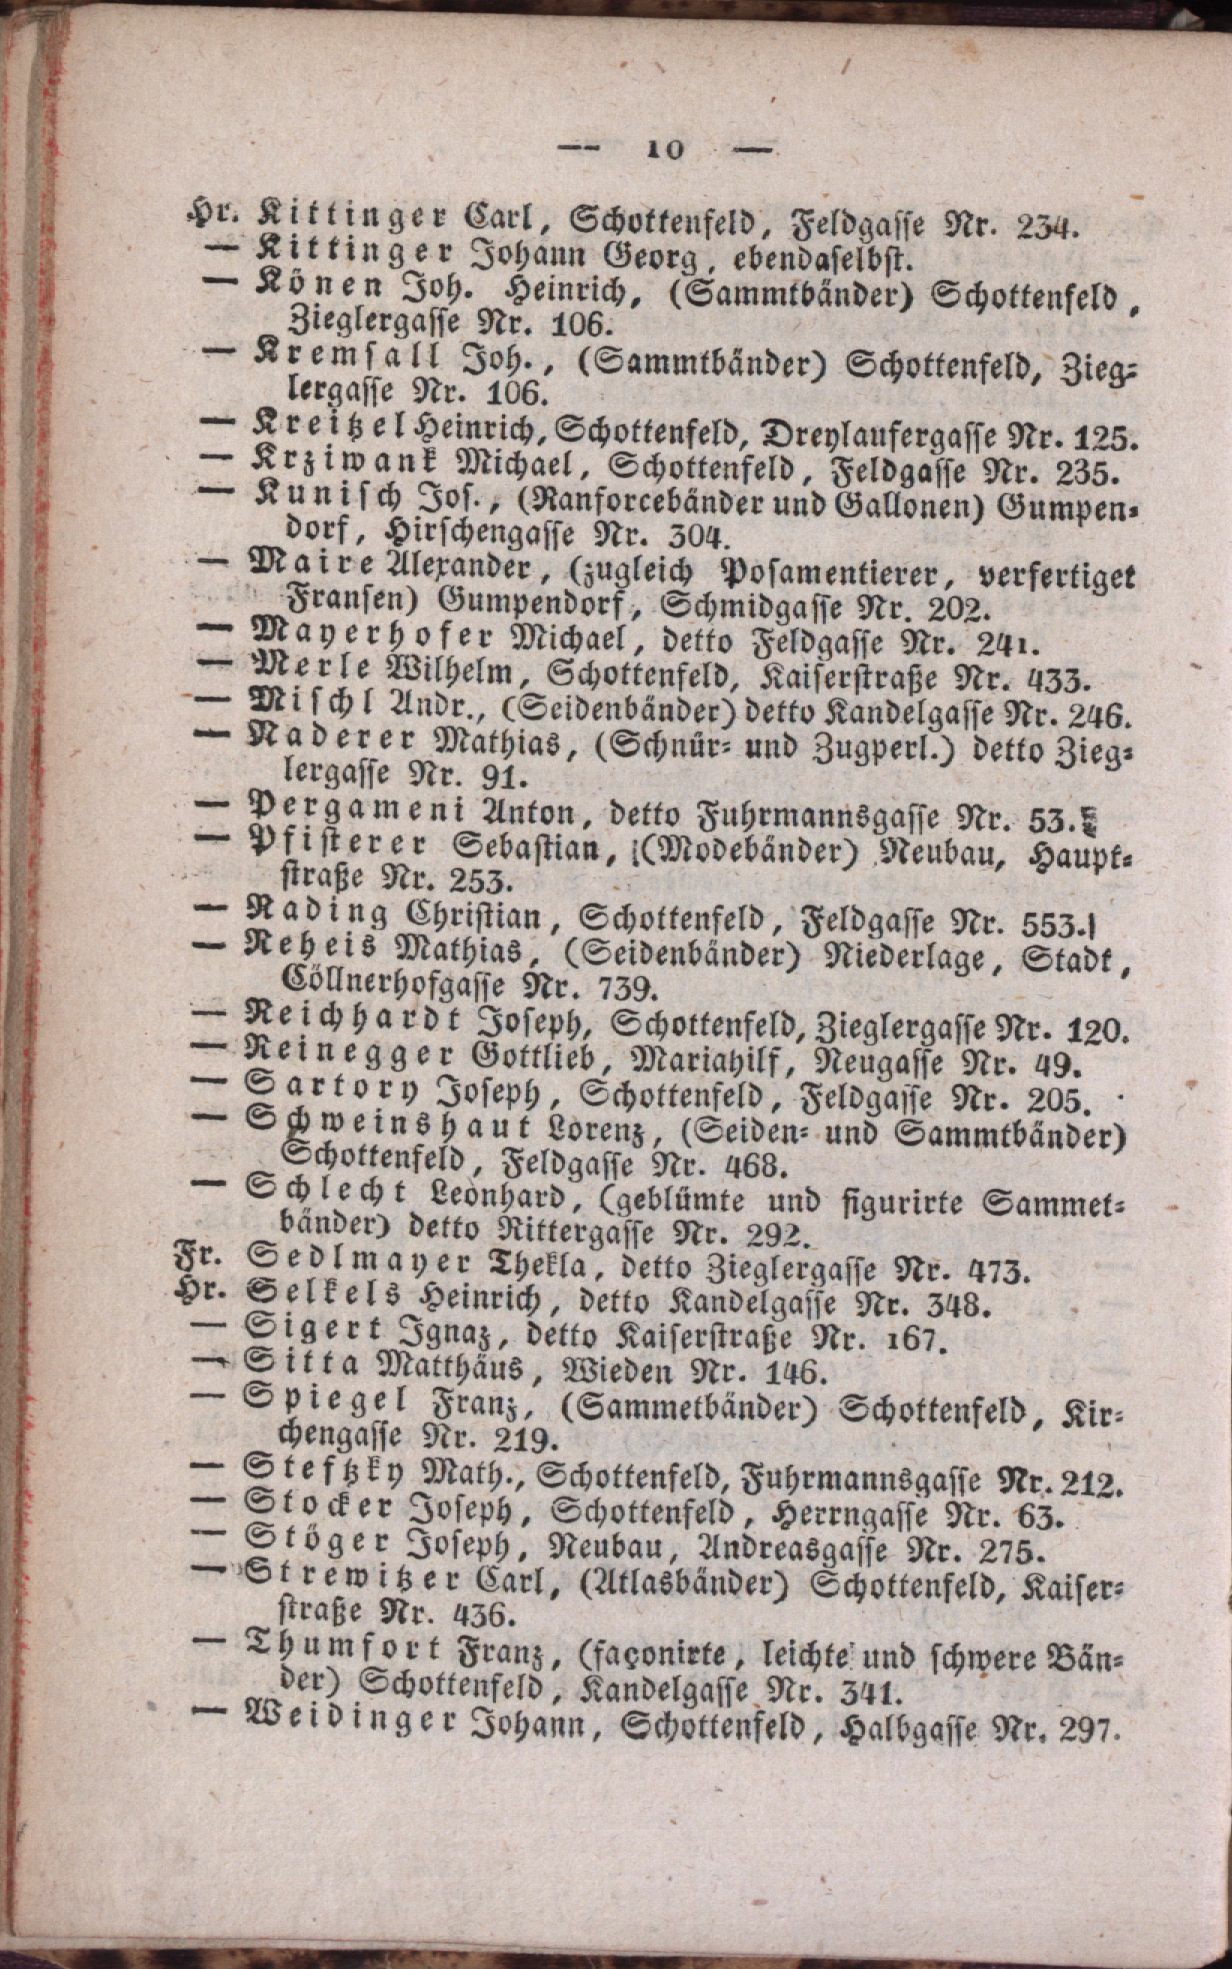 — 10 —
Hr. Kittinger Carl, Schottenfeld, Feldgasse Nr. 234.
— Kittinger Johann Georg, ebendaselbst.
— Könen Joh. Heinrich, (Sammtbänder) Schottenfeld,
Zieglergasse Nr. 106.
— Kremsall Joh., (Sammtbänder) Schottenfeld, Zieg-
lergasse Nr. 106.
— Kreitzel Heinrich, Schottenfeld, Dreylaufergasse Nr. 125.
— Krziwank Michael, Schottenfeld, Feldgasse Nr. 235.
— Kunisch Jos., (Ranforcebänder und Gallonen) Gumpen-
dorf, Hirschengasse Nr. 304.
— Maire Alexander, (zugleich Posamentierer, verfertiget
Fransen) Gumpendorf, Schmidgasse Nr. 202.
— Mayerhofer Michael, detto Feldgasse Nr. 241.
— Merle Wilhelm, Schottenfeld, Kaiserstraße Nr. 433.
— Mischl Andr., (Seidenbänder) detto Kandelgasse Nr. 246.
— Naderer Mathias, (Schnür- und Zugperl.) detto Zieg-
lergasse Nr. 91.
— Pergameni Anton, detto Fuhrmannsgasse Nr. 53.
— Pfisterer Sebastian, (Modebänder) Neubau, Haupt-
straße Nr. 253.
— Rading Christian, Schottenfeld, Feldgasse Nr. 553.
— Reheis Mathias, (Seidenbänder) Niederlage, Stadt,
Cöllnerhofgasse Nr. 739.
— Reichhardt Joseph, Schottenfeld, Zieglergasse Nr. 120.
— Reinegger Gottlieb, Mariahilf, Neugasse Nr. 49.
— Sartory Joseph, Schottenfeld, Feldgasse Nr. 205.
— Schweinshaut Lorenz, (Seiden- und Sammtbänder)
Schottenfeld, Feldgasse Nr. 468.
— Schlecht Leonhard, (geblümte und figurirte Sammet-
bänder) detto Rittergasse Nr. 292.
Fr. Sedlmayer Thekla, detto Zieglergasse Nr. 473.
Hr. Selkels Heinrich, detto Kandelgasse Nr. 348.
— Sigert Ignaz, detto Kaiserstraße Nr. 167.
— Sitta Matthäus, Wieden Nr. 146.
— Spiegel Franz, (Sammetbänder) Schottenfeld, Kir-
chengasse Nr. 219.
— Steftzky Math., Schottenfeld, Fuhrmannsgasse Nr. 212.
— Stocker Joseph, Schottenfeld, Herrngasse Nr. 63.
— Stöger Joseph, Neubau, Andreasgasse Nr. 275.
— Strewitzer Carl, (Atlasbänder) Schottenfeld, Kaiser-
straße Nr. 436.
— Thumfort Franz, (façonirte, leichte und schwere Bän-
der) Schottenfeld, Kandelgasse Nr. 341.
— Weidinger Johann, Schottenfeld, Halbgasse Nr. 297.